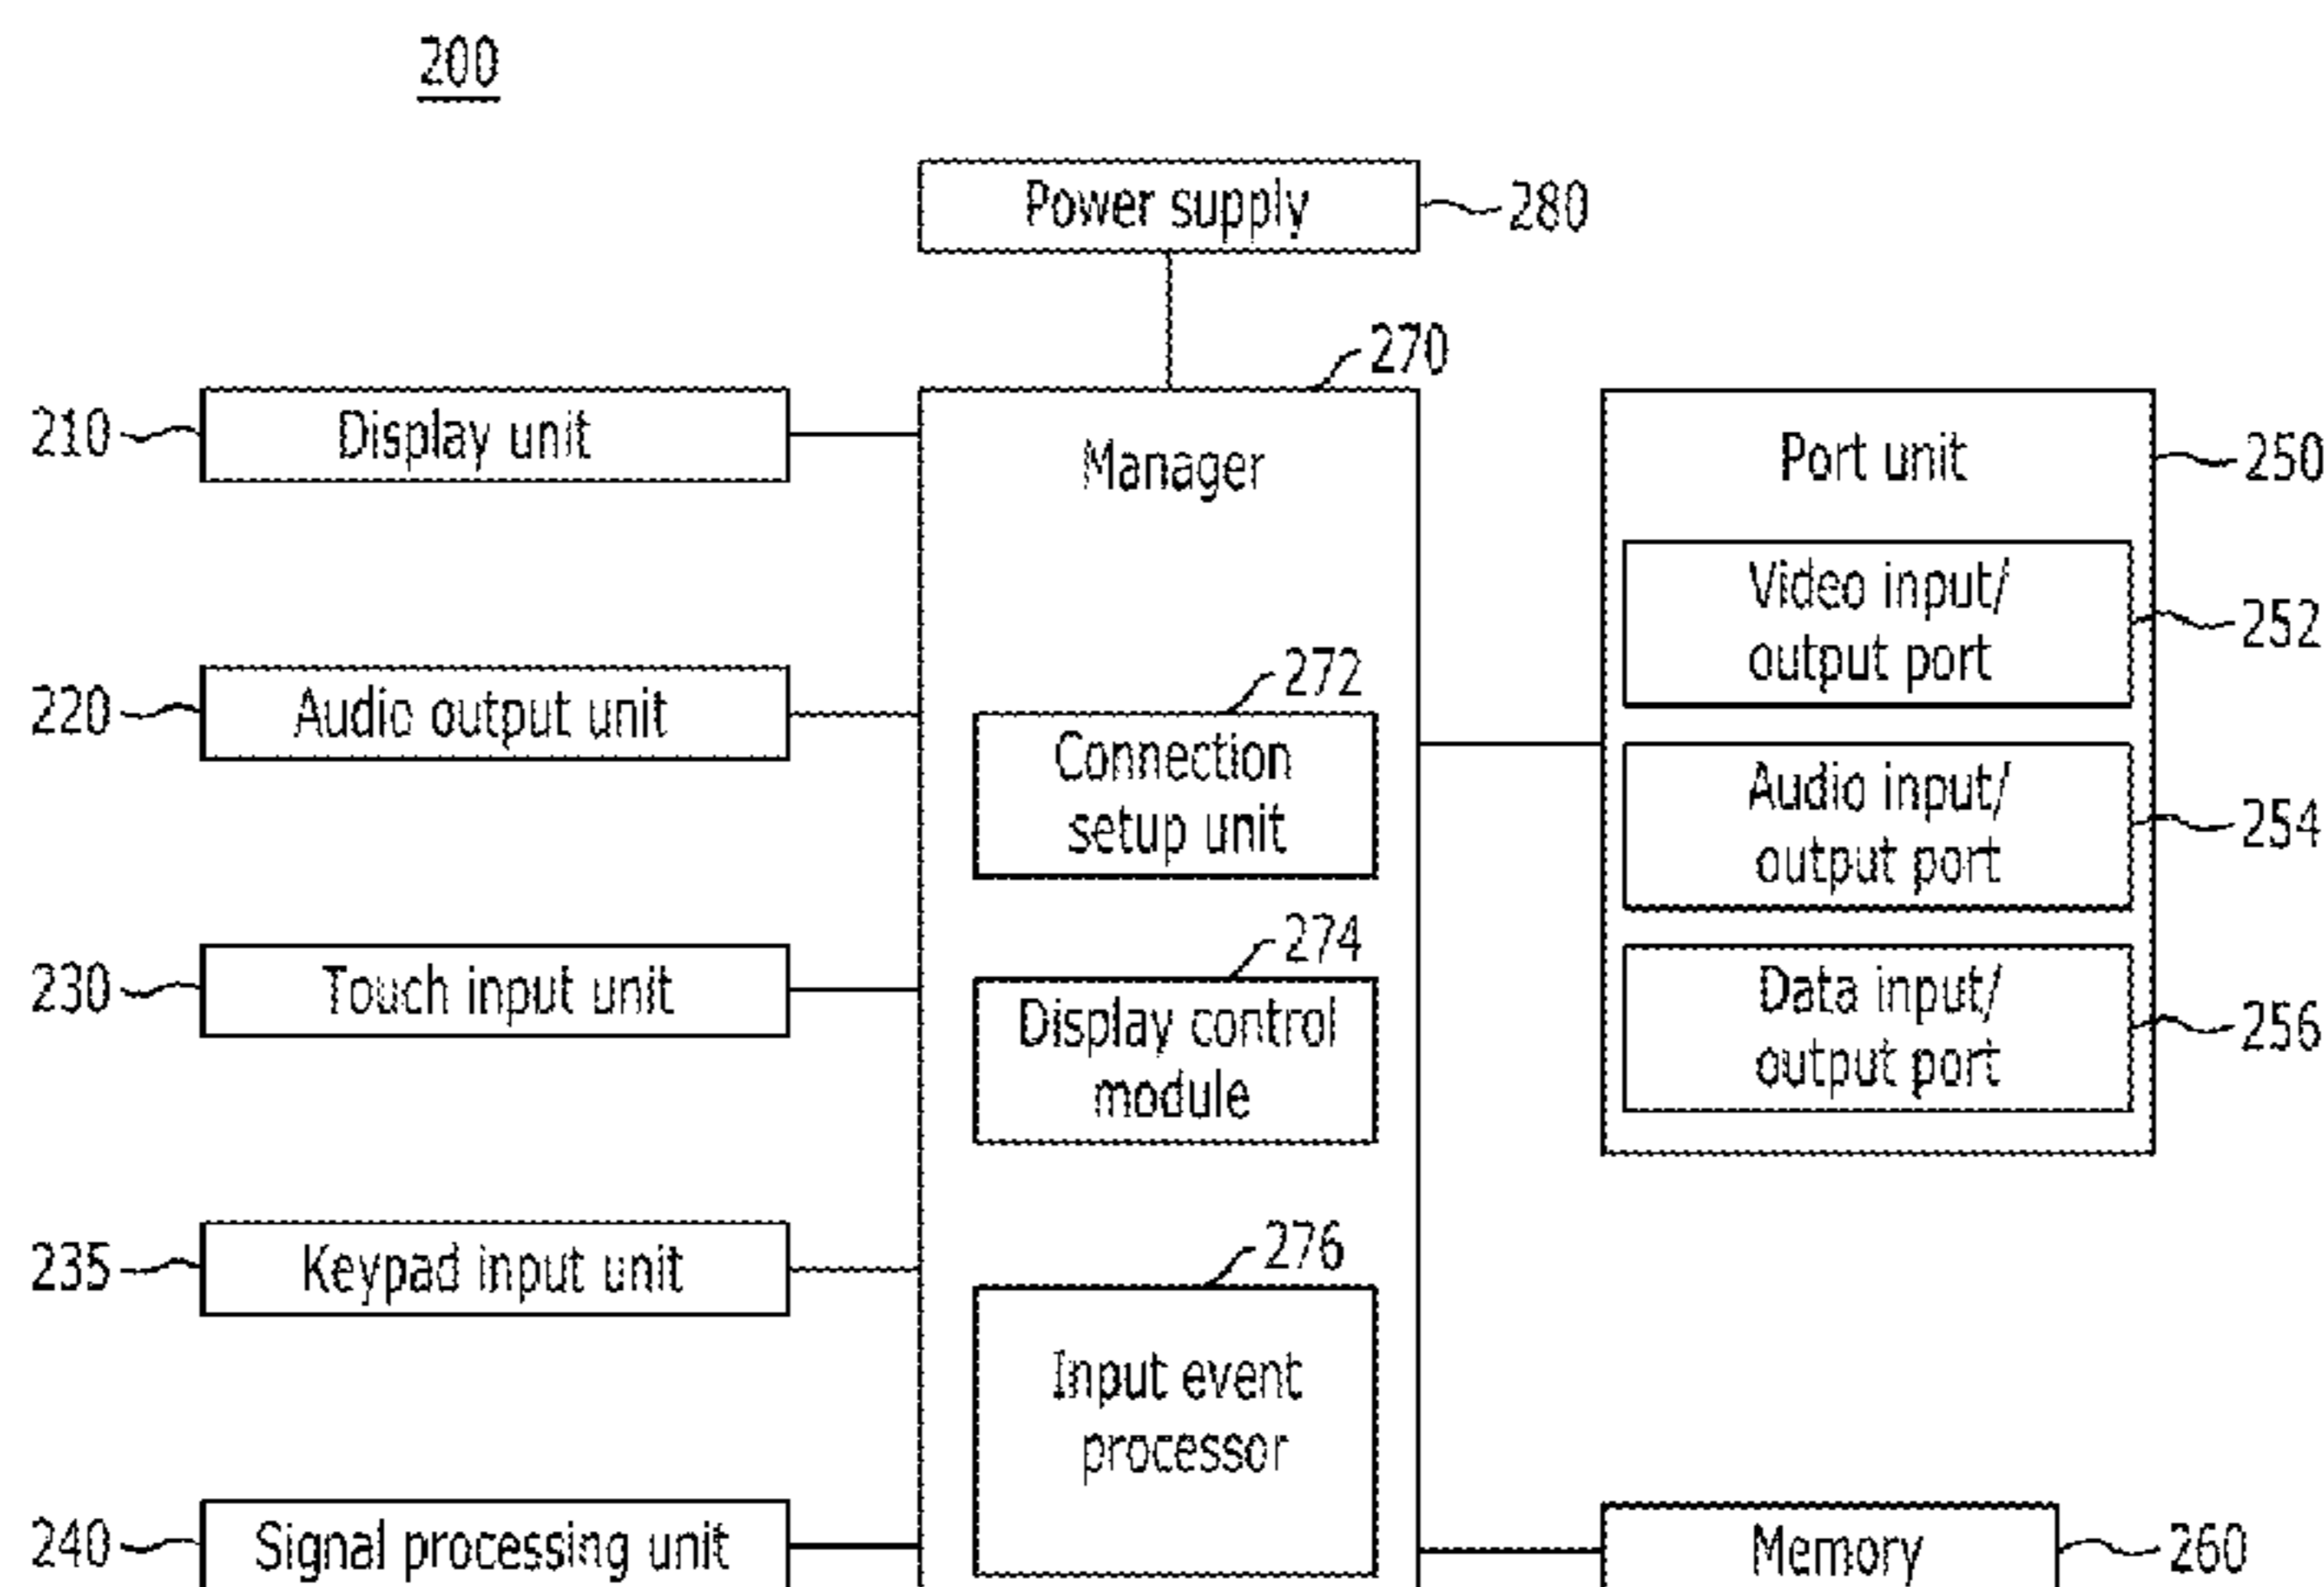 200
Power supply
280
270
210
Display unit
Manager
Port unit
250
Video input/
output port
252
220
Audio output unit
272
Connection
setup unit
Audio input/
output port
254
230
Touch input unit
274
Display control
module
Data input/
output port
256
235
Keypad input unit
276
Input event
processor
240
Signal processing unit
Memory
260